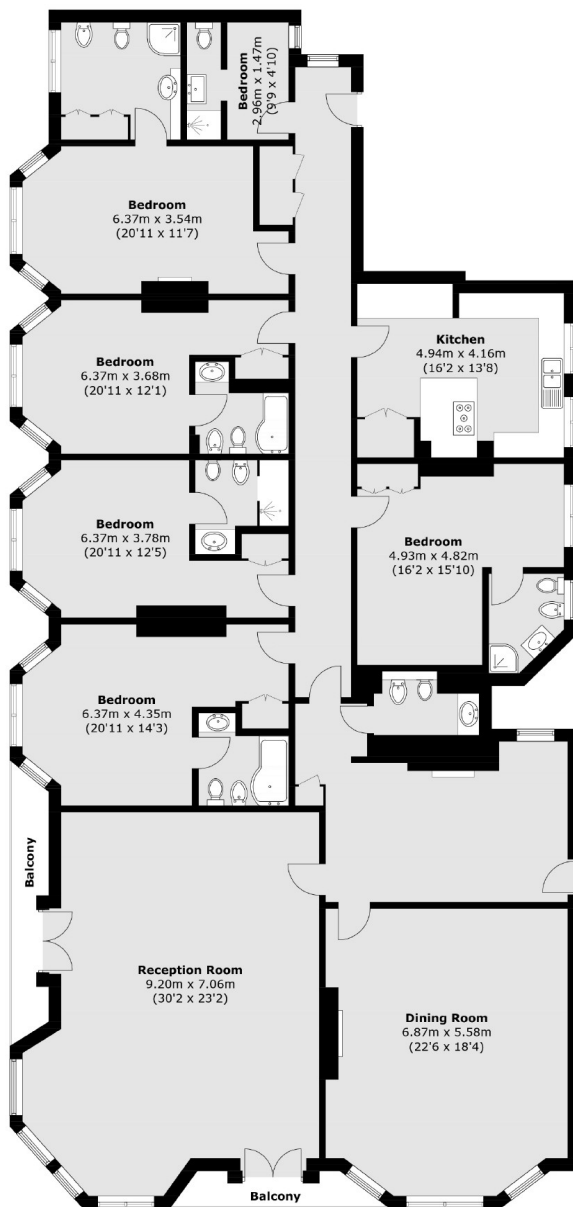 Bedroom
2.96m x 1.47m
(9'9 x 4'10)
Bedroom
6.37m x 3.54m
(20'11 x 11'7)
Bedroom
6.37m x 3.68m
(20'11 x 12'1)
Kitchen
4.94m x 4.16m
(16'2 x 13'8)
Bedroom
6.37m x 3.78m
(20'11 x 12'5)
Bedroom
4.93m x 4.82m
(16'2 x 15'10)
Bedroom
6.37m x 4.35m
(20'11 x 14'3)
Balcony
Reception Room
9.20m x 7.06m
(30'2 x 23'2)
Dining Room
6.87m x 5.58m
(22'6 x 18'4)
Balcony